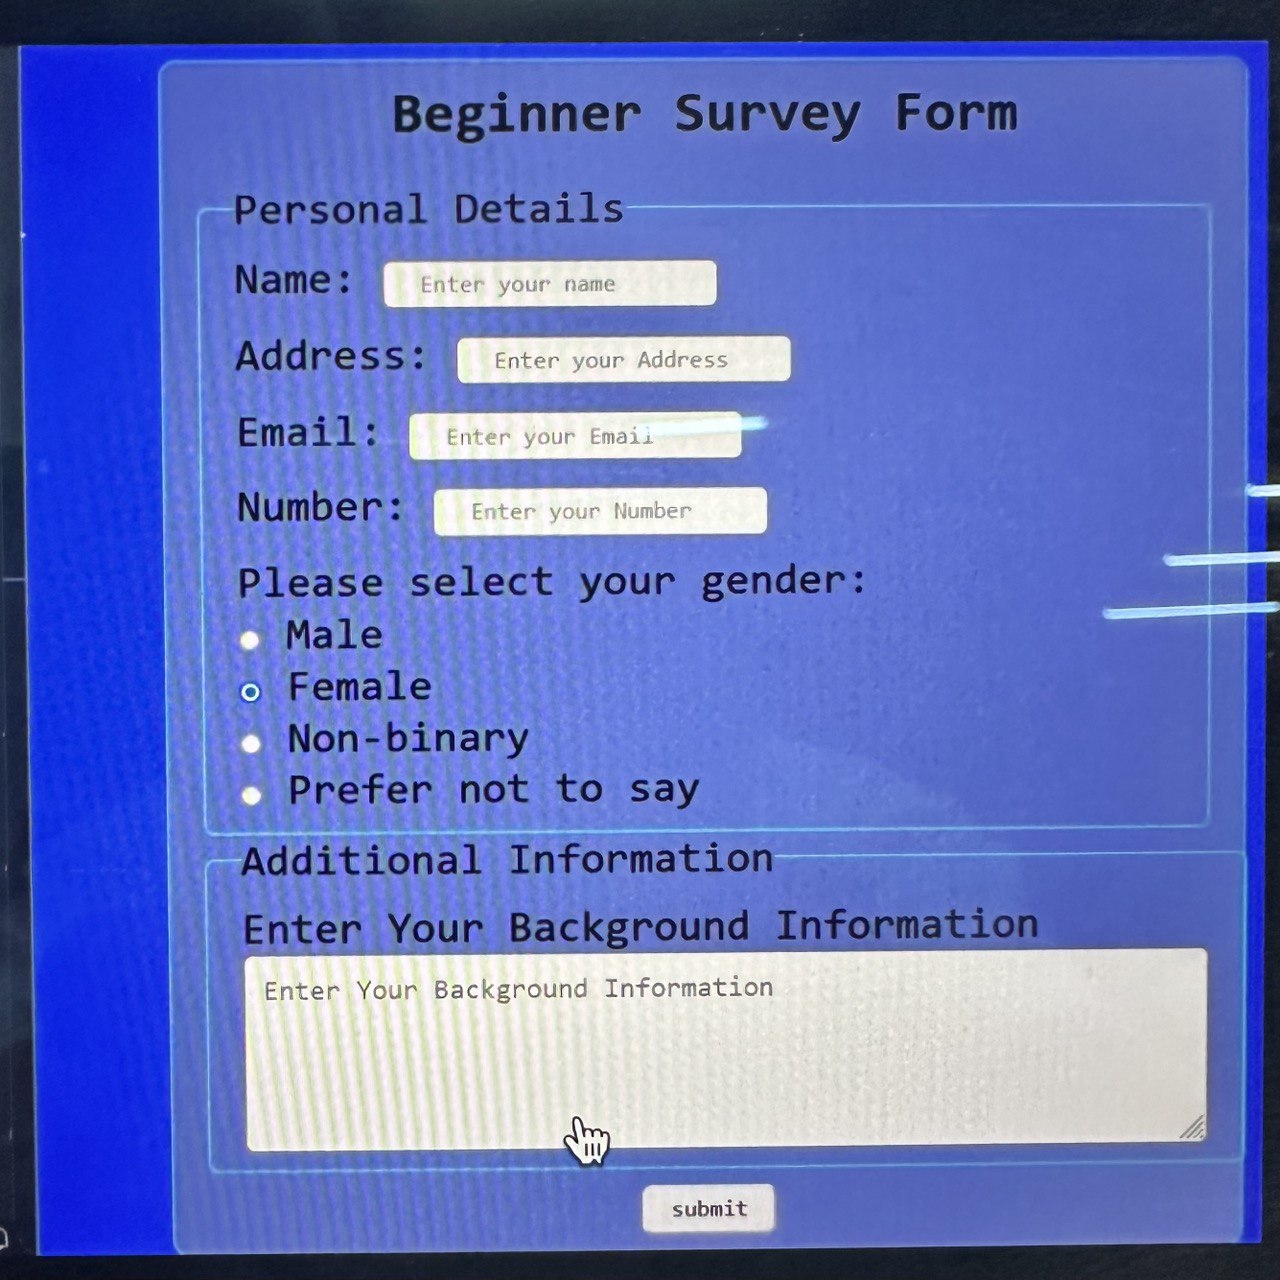 Beginner Survey Form
Personal Details
Name: Enter your name
Address: Enter your Address
Email: Enter your Email
Number: Enter your Number
Please select your gender:
Male
Female
Non-binary
Prefer not to say
Additional Information
Enter Your Background Information
Enter Your Background Information
submit